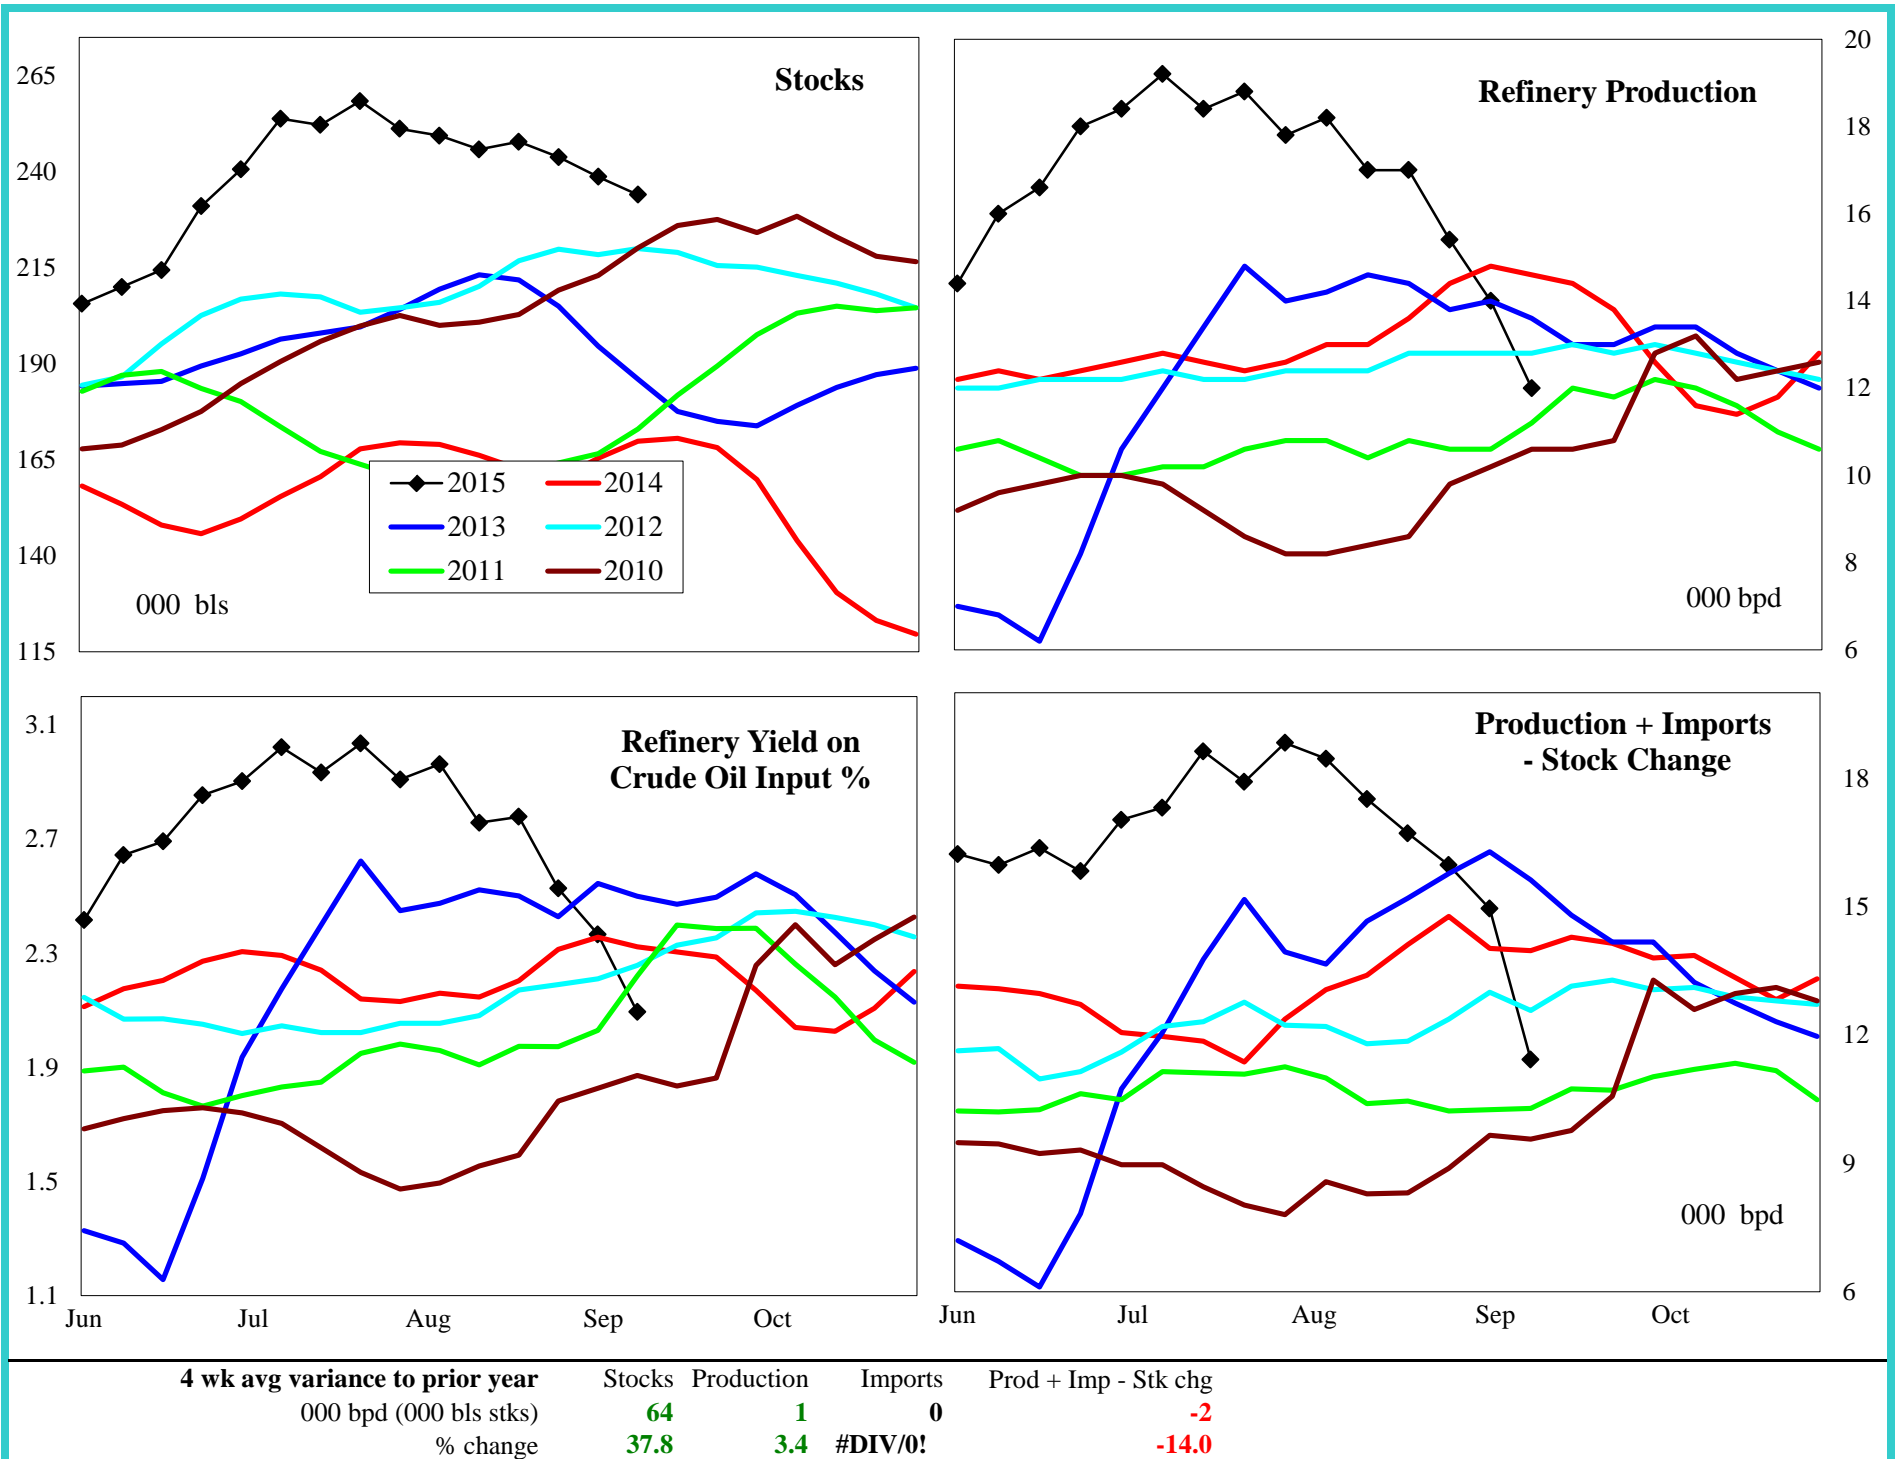 Stocks
265
240
215
190
165
140
115
000 bls
2015
2014
2013
2012
2011
2010
Refinery Production
20
18
16
14
12
10
8
6
000 bpd
Refinery Yield on
Crude Oil Input %
3.1
2.7
2.3
1.9
1.5
1.1
Jun Jul Aug Sep Oct
Production + Imports
- Stock Change
18
15
12
9
6
000 bpd
Jun Jul Aug Sep Oct
4 wk avg variance to prior year Stocks Production Imports Prod + Imp - Stk chg
000 bpd (000 bls stks) 64 1 0 -2
% change 37.8 3.4 #DIV/0! -14.0